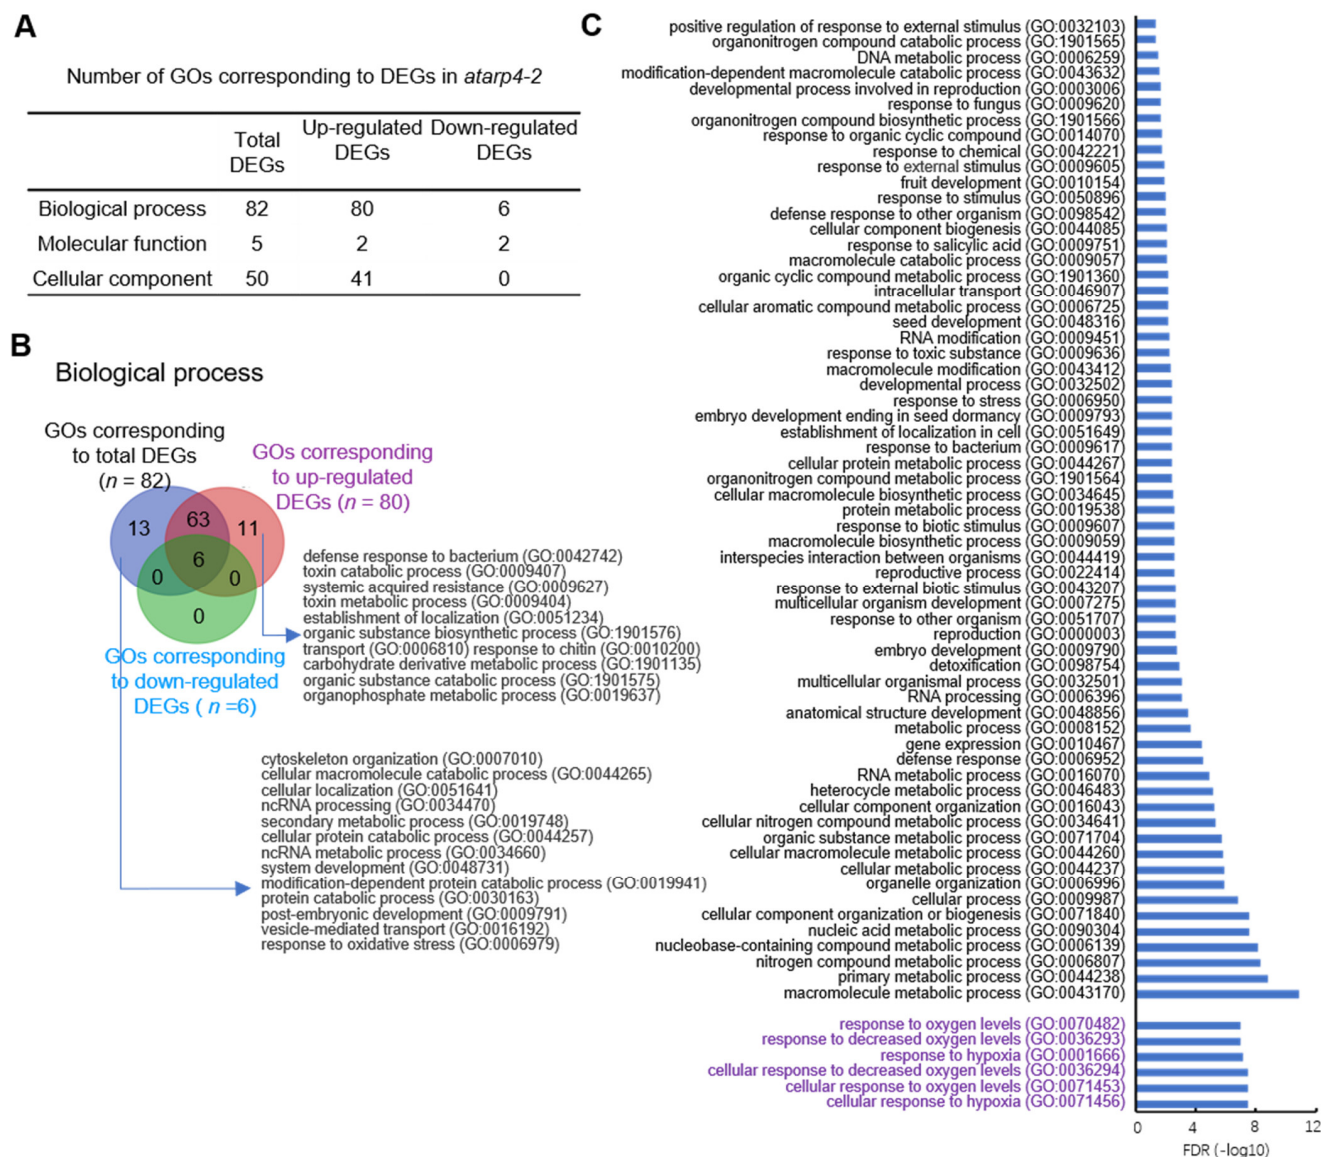 A
Number of GOs corresponding to DEGs in atarp4-2
Total DEGs
Up-regulated DEGs
Down-regulated DEGs
Biological process 82 80 6
Molecular function 5 2 2
Cellular component 50 41 0
B
Biological process
GOs corresponding
to total DEGs
(n = 82)
GOs corresponding
to up-regulated
DEGs (n = 80)
13
63
11
6
0
0
0
GOs corresponding
to down-regulated
DEGs ( n =6)
defense response to bacterium (GO:0042742)
toxin catabolic process (GO:0009407)
systemic acquired resistance (GO:0009627)
toxin metabolic process (GO:0009404)
establishment of localization (GO:0051234)
organic substance biosynthetic process (GO:1901576)
transport (GO:0006810) response to chitin (GO:0010200)
carbohydrate derivative metabolic process (GO:1901135)
organic substance catabolic process (GO:1901575)
organophosphate metabolic process (GO:0019637)
cytoskeleton organization (GO:0007010)
cellular macromolecule catabolic process (GO:0044265)
cellular localization (GO:0051641)
ncRNA processing (GO:0034470)
secondary metabolic process (GO:0019748)
cellular protein catabolic process (GO:0044257)
ncRNA metabolic process (GO:0034660)
system development (GO:0048731)
modification-dependent protein catabolic process (GO:0019941)
protein catabolic process (GO:0030163)
post-embryonic development (GO:0009791)
vesicle-mediated transport (GO:0016192)
response to oxidative stress (GO:0006979)
C
positive regulation of response to external stimulus (GO:0032103)
organonitrogen compound catabolic process (GO:1901565)
DNA metabolic process (GO:0006259)
modification-dependent macromolecule catabolic process (GO:0043632)
developmental process involved in reproduction (GO:0003006)
response to fungus (GO:0009620)
organonitrogen compound biosynthetic process (GO:1901566)
response to organic cyclic compound (GO:0014070)
response to chemical (GO:0042221)
response to external stimulus (GO:0009605)
fruit development (GO:0010154)
response to stimulus (GO:0050896)
defense response to other organism (GO:0098542)
cellular component biogenesis (GO:0044085)
response to salicylic acid (GO:0009751)
macromolecule catabolic process (GO:0009057)
organic cyclic compound metabolic process (GO:1901360)
intracellular transport (GO:0046907)
cellular aromatic compound metabolic process (GO:0006725)
seed development (GO:0048316)
RNA modification (GO:0009451)
response to toxic substance (GO:0009636)
macromolecule modification (GO:0043412)
developmental process (GO:0032502)
response to stress (GO:0006950)
embryo development ending in seed dormancy (GO:0009793)
establishment of localization in cell (GO:0051649)
response to bacterium (GO:0009617)
cellular protein metabolic process (GO:0044267)
organonitrogen compound metabolic process (GO:1901564)
cellular macromolecule biosynthetic process (GO:0034645)
protein metabolic process (GO:0019538)
response to biotic stimulus (GO:0009607)
macromolecule biosynthetic process (GO:0009059)
interspecies interaction between organisms (GO:0044419)
reproductive process (GO:0022414)
response to external biotic stimulus (GO:0043207)
multicellular organism development (GO:0007275)
response to other organism (GO:0051707)
reproduction (GO:0000003)
embryo development (GO:0009790)
detoxification (GO:0098754)
multicellular organismal process (GO:0032501)
RNA processing (GO:0006396)
anatomical structure development (GO:0048856)
metabolic process (GO:0008152)
gene expression (GO:0010467)
defense response (GO:0006952)
RNA metabolic process (GO:0016070)
heterocycle metabolic process (GO:0046483)
cellular component organization (GO:0016043)
cellular nitrogen compound metabolic process (GO:0034641)
organic substance metabolic process (GO:0071704)
cellular macromolecule metabolic process (GO:0044260)
cellular metabolic process (GO:0044237)
organelle organization (GO:0006996)
cellular process (GO:0009987)
cellular component organization or biogenesis (GO:0071840)
nucleic acid metabolic process (GO:0090304)
nucleobase-containing compound metabolic process (GO:0006139)
nitrogen compound metabolic process (GO:0006807)
primary metabolic process (GO:0044238)
macromolecule metabolic process (GO:0043170)
response to oxygen levels (GO:0070482)
response to decreased oxygen levels (GO:0036293)
response to hypoxia (GO:0001666)
cellular response to decreased oxygen levels (GO:0036294)
cellular response to oxygen levels (GO:0071453)
cellular response to hypoxia (GO:0071456)
0 4 8 12
FDR (-log10)